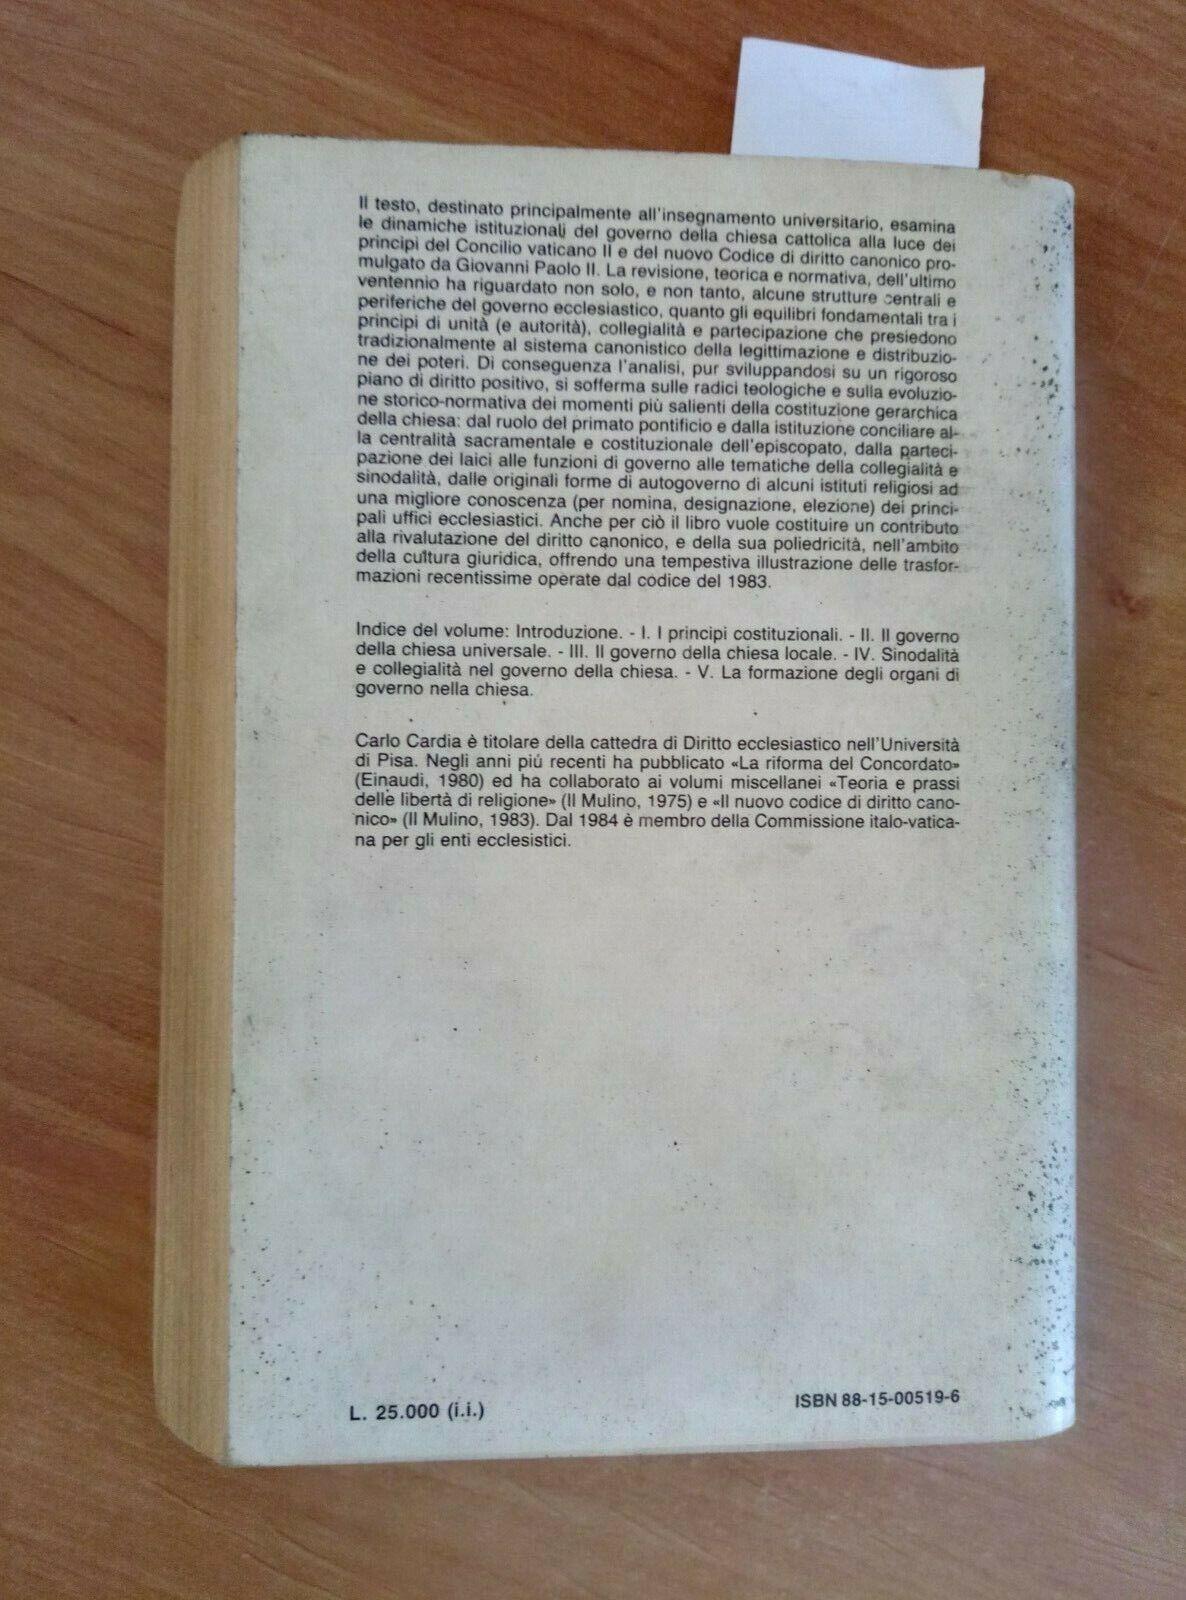 Il testo, destinato principalmente all'insegnamento universitario, esamina
le dinamiche istituzionali del governo della chiesa cattolica alla luce dei
principi del Concilio vaticano II e del nuovo Codice di diritto canonico pro-
mulgato da Giovanni Paolo II. La revisione, teorica e normativa, dell'ultimo
ventennio ha riguardato non solo, e non tanto, alcune strutture centrali e
periferiche del governo ecclesiastico, quanto gli equilibri fondamentali tra i
principi di unità (e autorità), collegialità e partecipazione che presiedono
tradizionalmente al sistema canonistico della legittimazione e distribuzio-
ne dei poteri. Di conseguenza l'analisi, pur sviluppandosi su un rigoroso
piano di diritto positivo, si sofferma sulle radici teologiche e sulla evoluzio-
ne storico-normativa dei momenti più salienti della costituzione gerarchica
della chiesa: dal ruolo del primato pontificio e dalla istituzione conciliare al-
la centralità sacramentale e costituzionale dell'episcopato, dalla parteci-
pazione dei laici alle funzioni di governo alle tematiche della collegialità e
sinodalità, dalle originali forme di autogoverno di alcuni istituti religiosi ad
una migliore conoscenza (per nomina, designazione, elezione) dei princi-
pali uffici ecclesiastici. Anche per ciò il libro vuole costituire un contributo
alla rivalutazione del diritto canonico, e della sua poliedricità, nell'ambito
della cultura giuridica, offrendo una tempestiva illustrazione delle trasfor-
mazioni recentissime operate dal codice del 1983.
Indice del volume: Introduzione. - I. I principi costituzionali. - II. Il governo
della chiesa universale. - III. Il governo della chiesa locale. - IV. Sinodalità
e collegialità nel governo della chiesa. - V. La formazione degli organi di
governo nella chiesa.
Carlo Cardia è titolare della cattedra di Diritto ecclesiastico nell'Università
di Pisa. Negli anni piú recenti ha pubblicato «La riforma del Concordato»
(Einaudi, 1980) ed ha collaborato ai volumi miscellanei «Teoria e prassi
delle libertà di religione» (Il Mulino, 1975) e «Il nuovo codice di diritto cano-
nico» (Il Mulino, 1983). Dal 1984 è membro della Commissione italo-vatica-
na per gli enti ecclesistici.
L. 25.000 (i.i.)
ISBN 88-15-00519-6